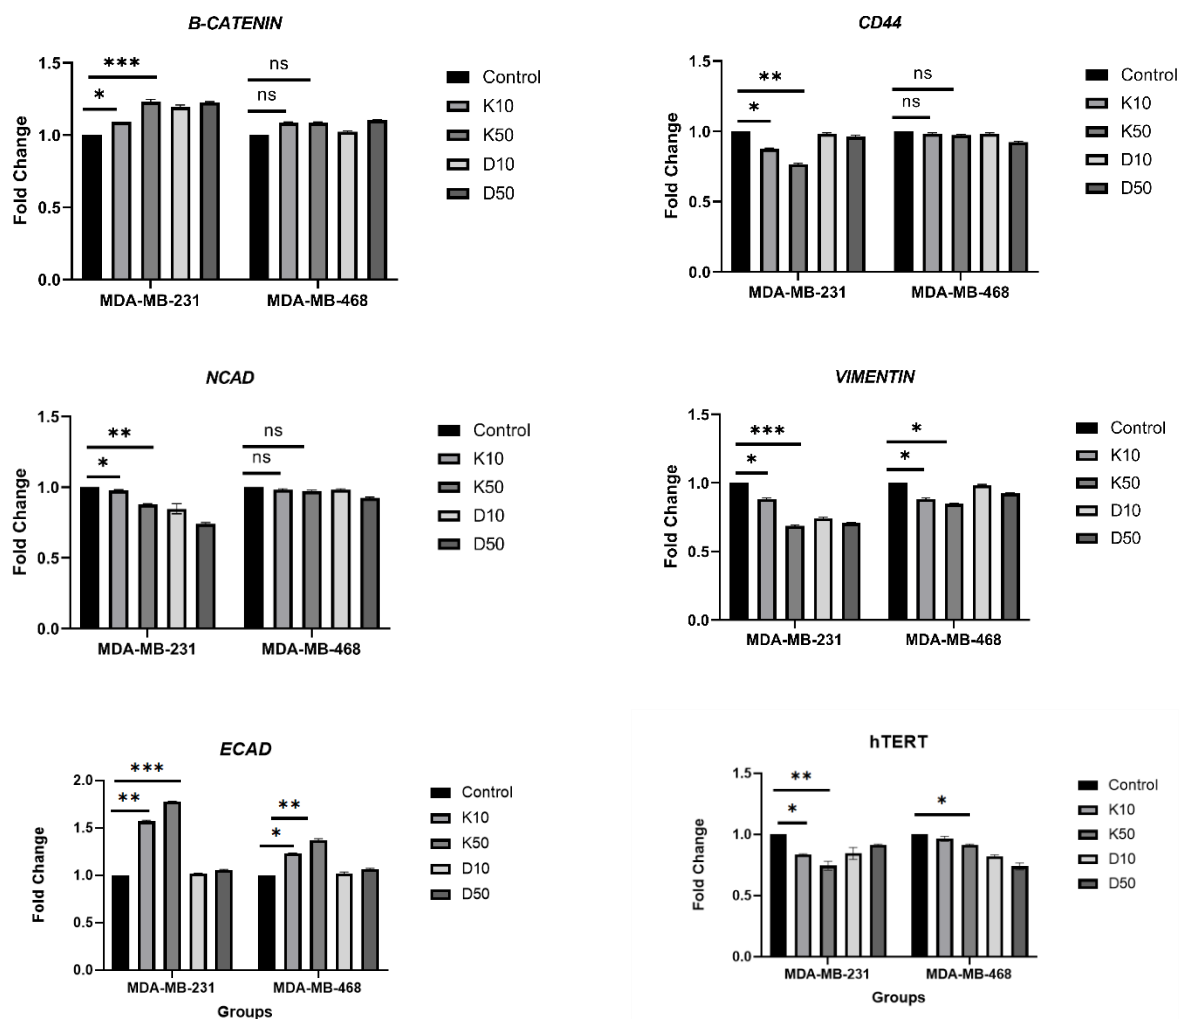 B-CATENIN
1.5
1.0
0.5
0.0
Fold Change
***
*
ns
ns
MDA-MB-231
MDA-MB-468
Control
K10
K50
D10
D50
CD44
1.5
1.0
0.5
0.0
Fold Change
**
*
ns
ns
MDA-MB-231
MDA-MB-468
Control
K10
K50
D10
D50
NCAD
1.5
1.0
0.5
0.0
Fold Change
**
*
ns
ns
MDA-MB-231
MDA-MB-468
Control
K10
K50
D10
D50
VIMENTIN
1.5
1.0
0.5
0.0
Fold Change
***
*
*
*
MDA-MB-231
MDA-MB-468
Control
K10
K50
D10
D50
ECAD
2.0
1.5
1.0
0.5
0.0
Fold Change
***
**
**
*
MDA-MB-231
MDA-MB-468
Groups
Control
K10
K50
D10
D50
hTERT
1.5
1.0
0.5
0.0
Fold Change
**
*
*
MDA-MB-231
MDA-MB-468
Groups
Control
K10
K50
D10
D50